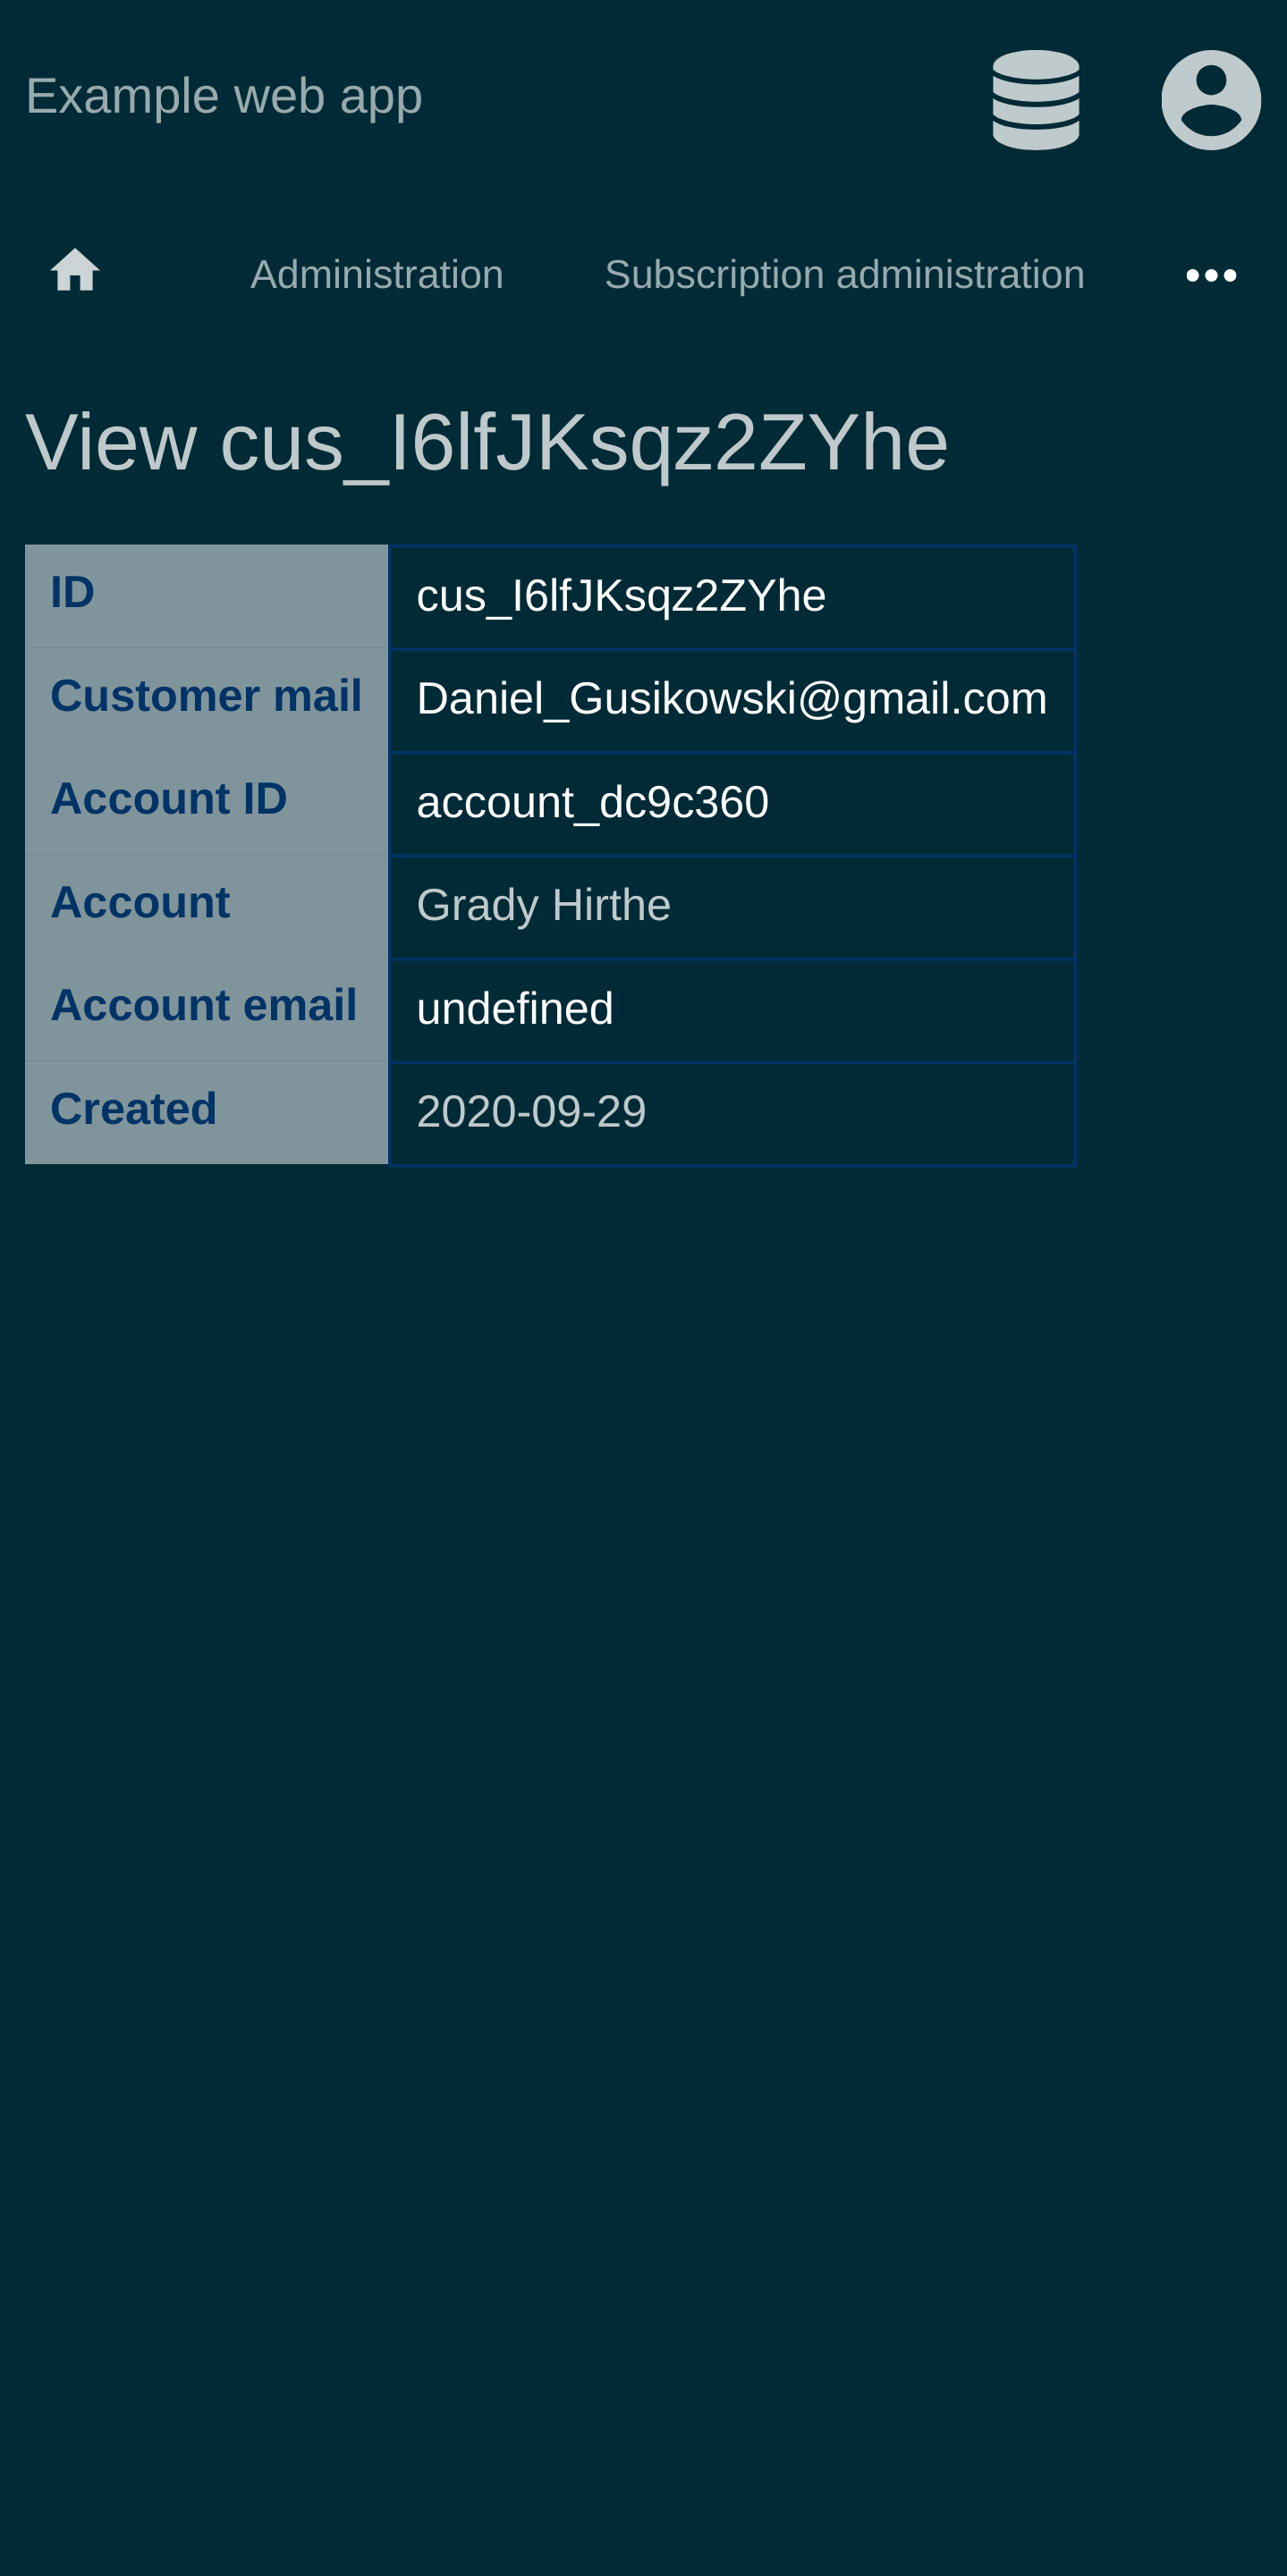 Example web app
Administration Subscription administration
View cus_I6lfJKsqz2ZYhe
ID cus_I6lfJKsqz2ZYhe
Customer mail Daniel_Gusikowski@gmail.com
Account ID account_dc9c360
Account Grady Hirthe
Account email undefined
Created 2020-09-29